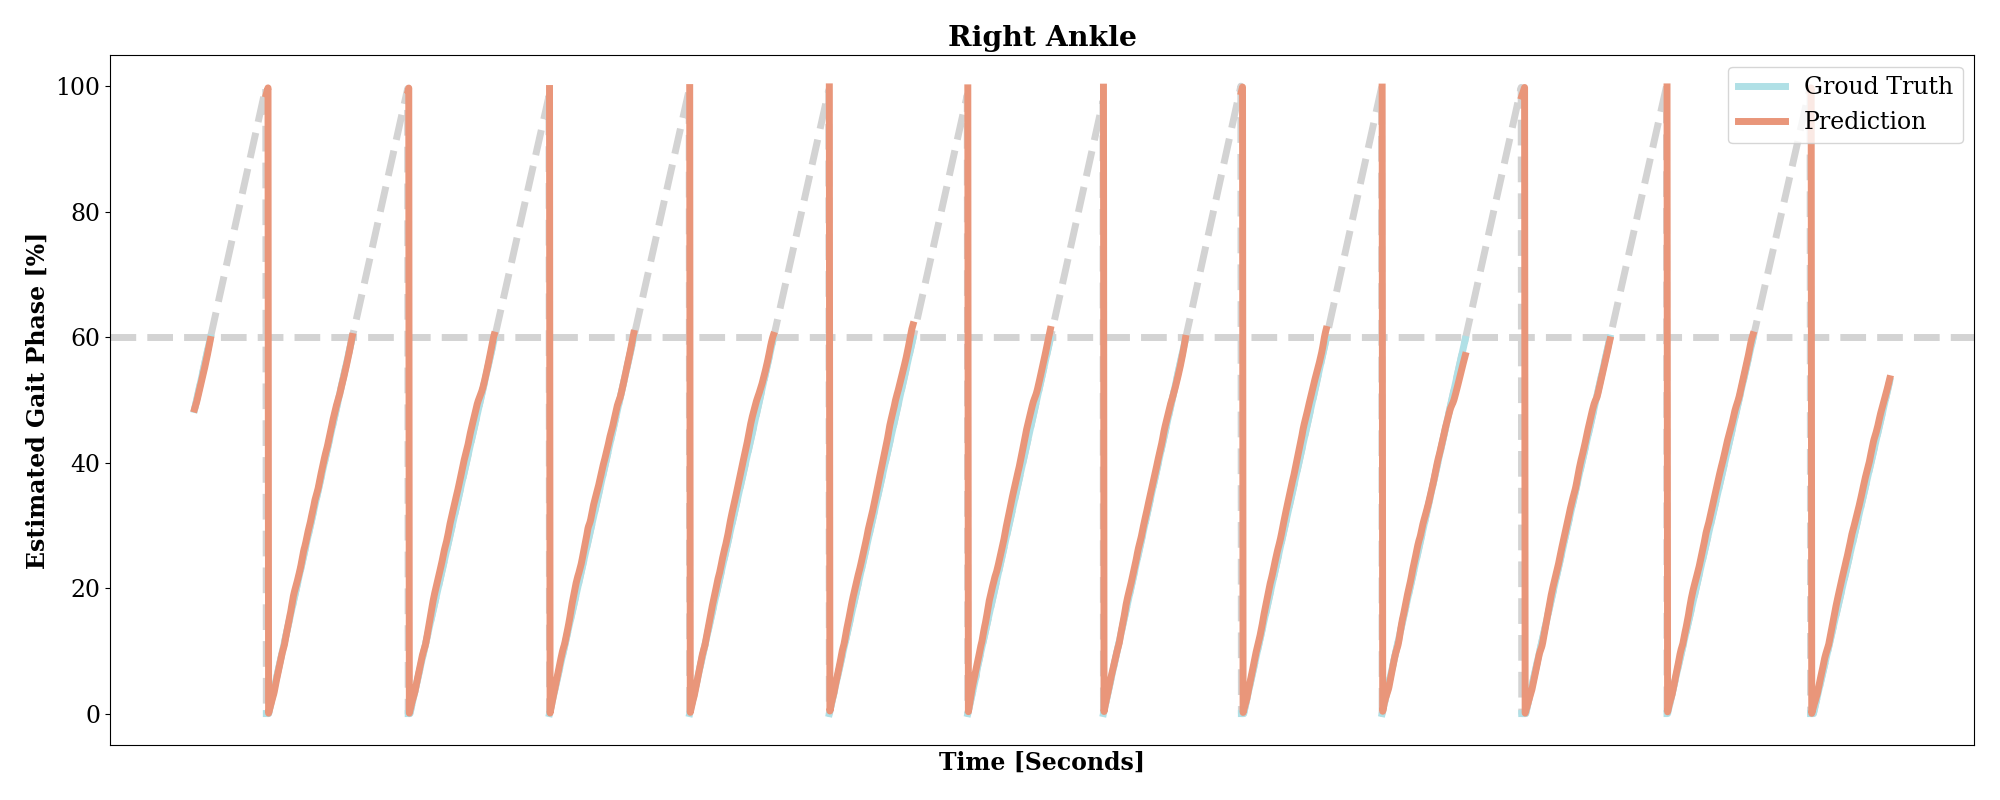 Right Ankle
Groud Truth
Prediction
Estimated Gait Phase [%]
100
80
60
40
20
0
Time [Seconds]